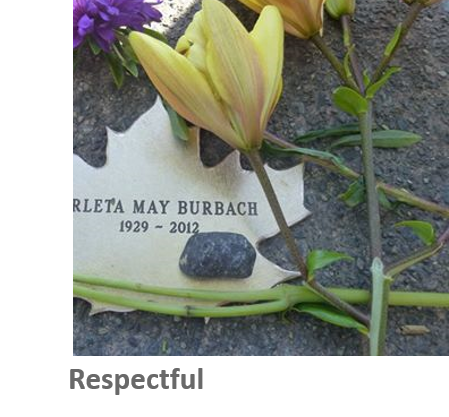 RLETA MAY BURBACH
1929 - 2012
Respectful